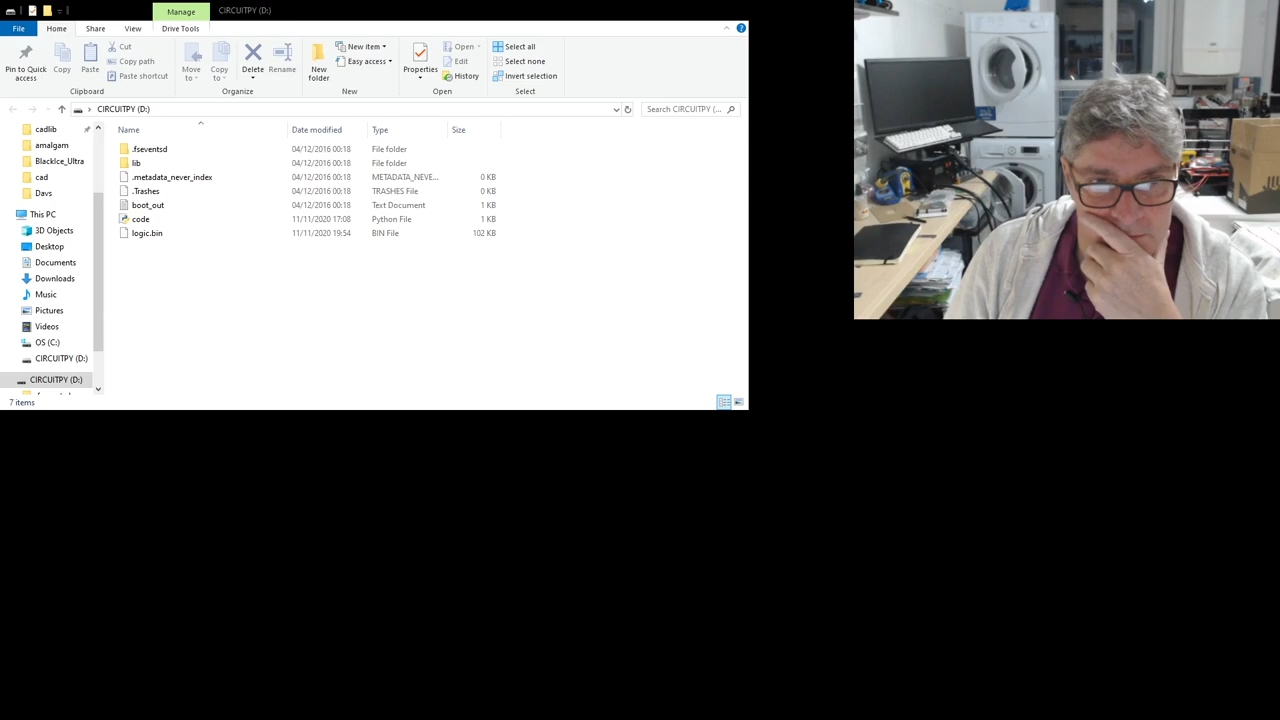 Manage
CIRCUITPY (D:)
File
Home
Share
View
Drive Tools
Pin to Quick access
Copy
Paste
Cut
Copy path
Paste shortcut
Clipboard
Move to
Copy to
Delete
Rename
Organize
New folder
New item
Easy access
New
Properties
Open
Edit
History
Open
Select all
Select none
Invert selection
Select
CIRCUITPY (D:)
Search CIRCUITPY (...
Name
Date modified
Type
Size
cadlib
amalgam
BlackIce_Ultra
cad
Davs
This PC
3D Objects
Desktop
Documents
Downloads
Music
Pictures
Videos
OS (C:)
CIRCUITPY (D:)
CIRCUITPY (D:)
.fseventsd 04/12/2016 00:18 File folder
lib 04/12/2016 00:18 File folder
.metadata_never_index 04/12/2016 00:18 METADATA_NEVE... 0 KB
.Trashes 04/12/2016 00:18 TRASHES File 0 KB
boot_out 04/12/2016 00:18 Text Document 1 KB
code 11/11/2020 17:08 Python File 1 KB
logic.bin 11/11/2020 19:54 BIN File 102 KB
7 items